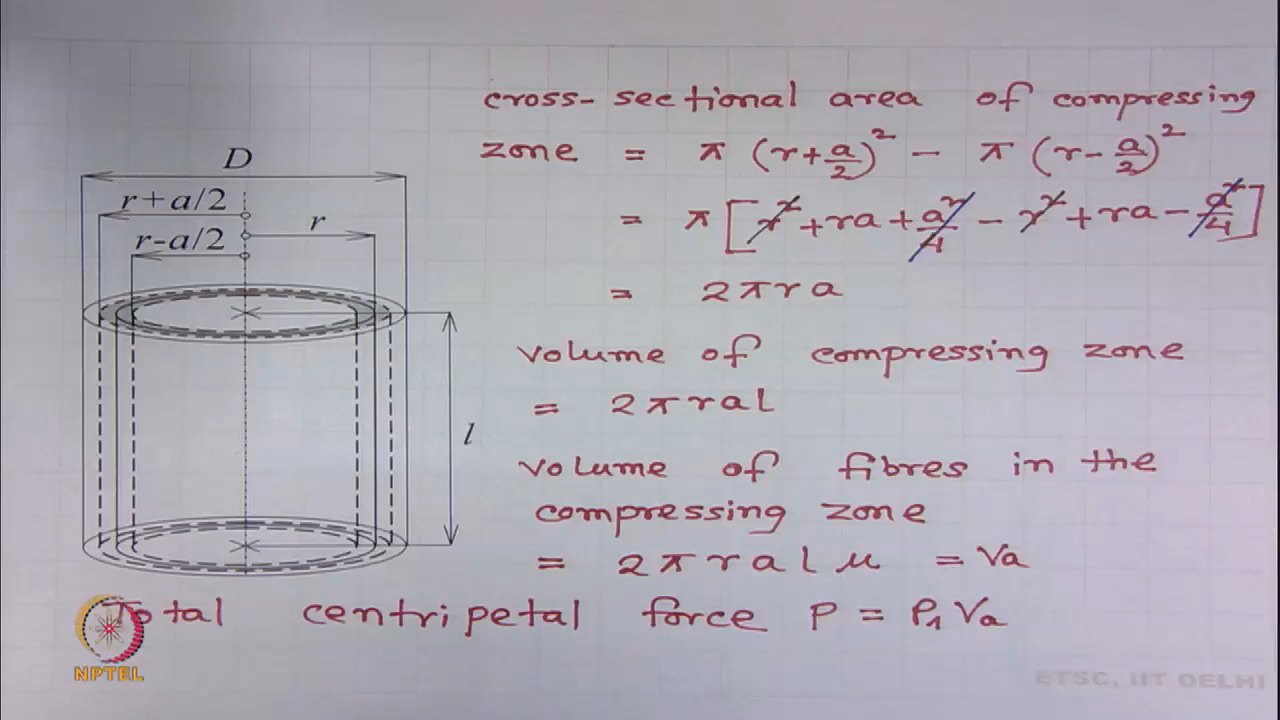 D
r+a/2
r
r-a/2
l
cross-sectional area of compressing
zone = π (r+a/2)² - π (r-a/2)²
= π [r²+ra+a²/4 - r²+ra-a²/4]
= 2πra
Volume of compressing zone
= 2πral
Volume of fibres in the
compressing zone
= 2πralμ = Va
Total centripetal force P = P₁Va
NPTEL
ETSC, IIT DELHI